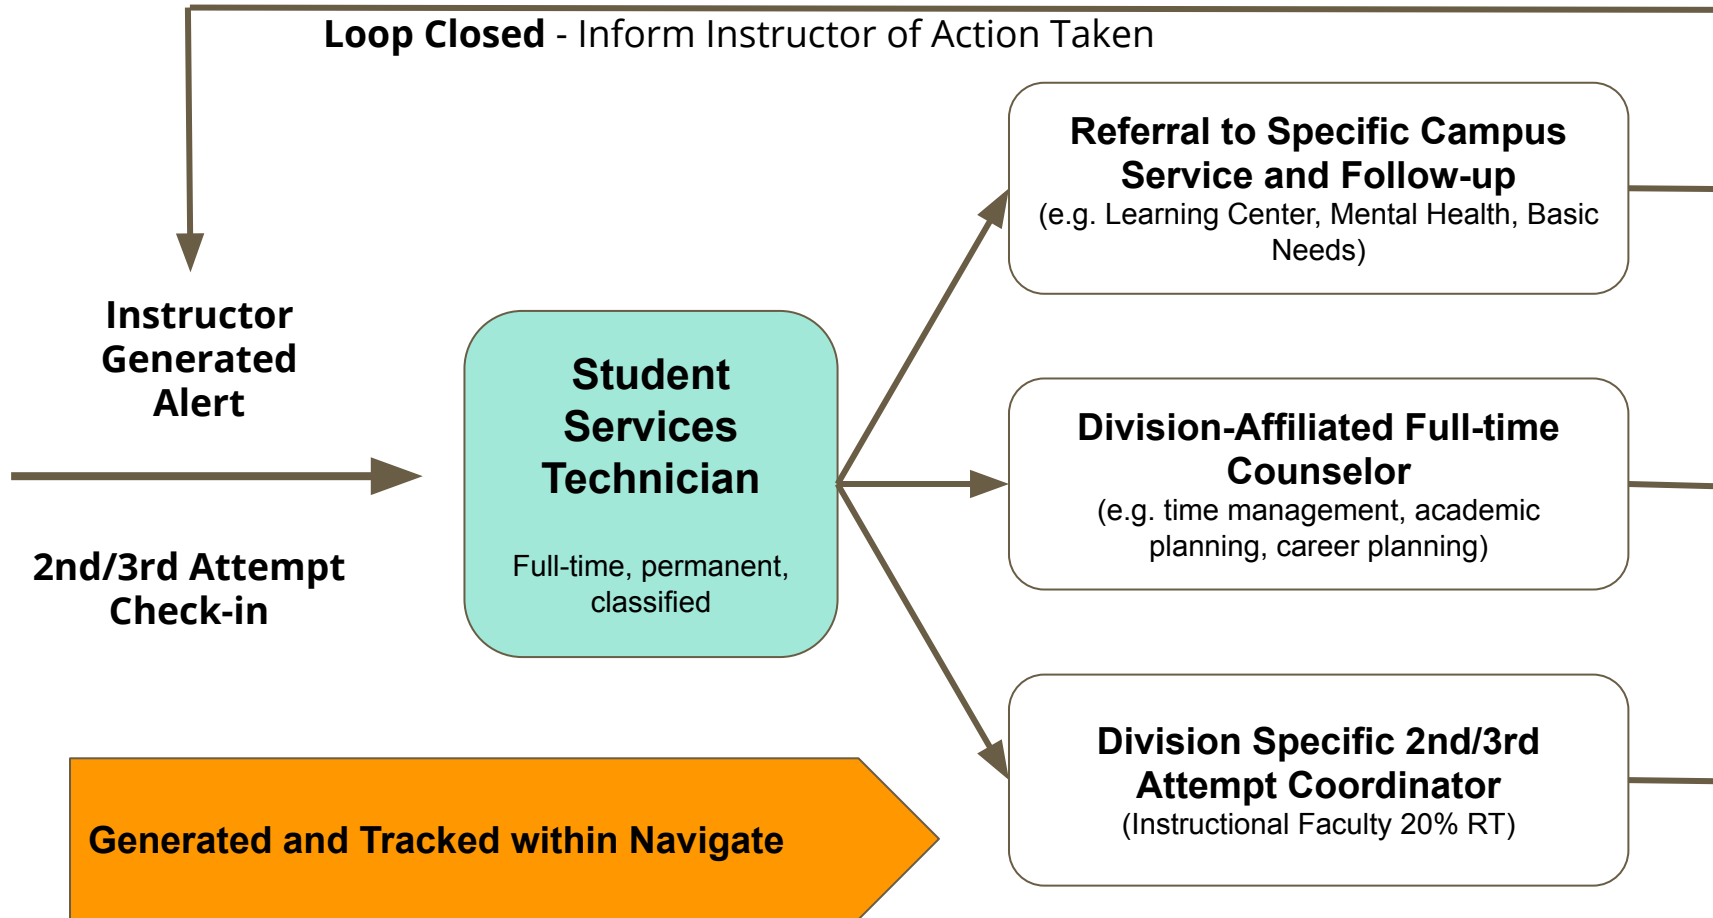 Loop Closed - Inform Instructor of Action Taken
Instructor
Generated
Alert
2nd/3rd Attempt
Check-in
Student
Services
Technician
Full-time, permanent,
classified
Referral to Specific Campus
Service and Follow-up
(e.g. Learning Center, Mental Health, Basic
Needs)
Division-Affiliated Full-time
Counselor
(e.g. time management, academic
planning, career planning)
Division Specific 2nd/3rd
Attempt Coordinator
(Instructional Faculty 20% RT)
Generated and Tracked within Navigate